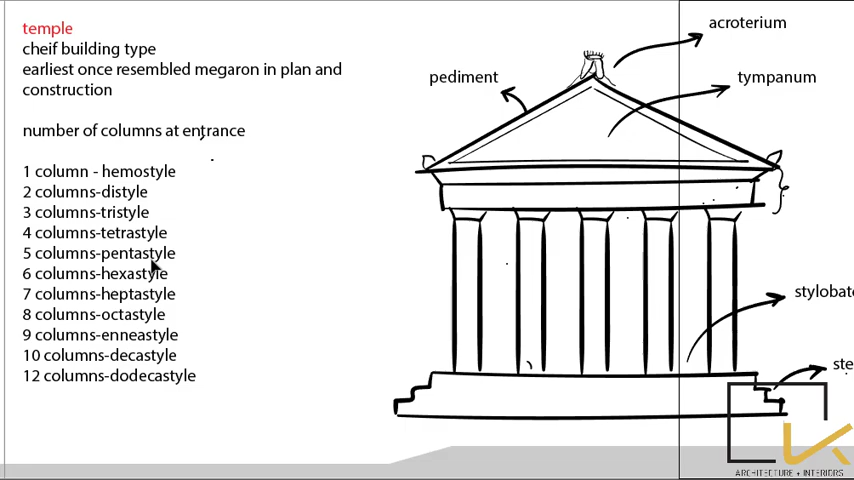 temple
cheif building type
earliest once resembled megaron in plan and
construction
number of columns at entrance
1 column - hemostyle
2 columns-distyle
3 columns-tristyle
4 columns-tetrastyle
5 columns-pentastyle
6 columns-hexastyle
7 columns-heptastyle
8 columns-octastyle
9 columns-enneastyle
10 columns-decastyle
12 columns-dodecastyle
acroterium
pediment
tympanum
stylobate
ste
ARCHITECTURE + INTERIORS